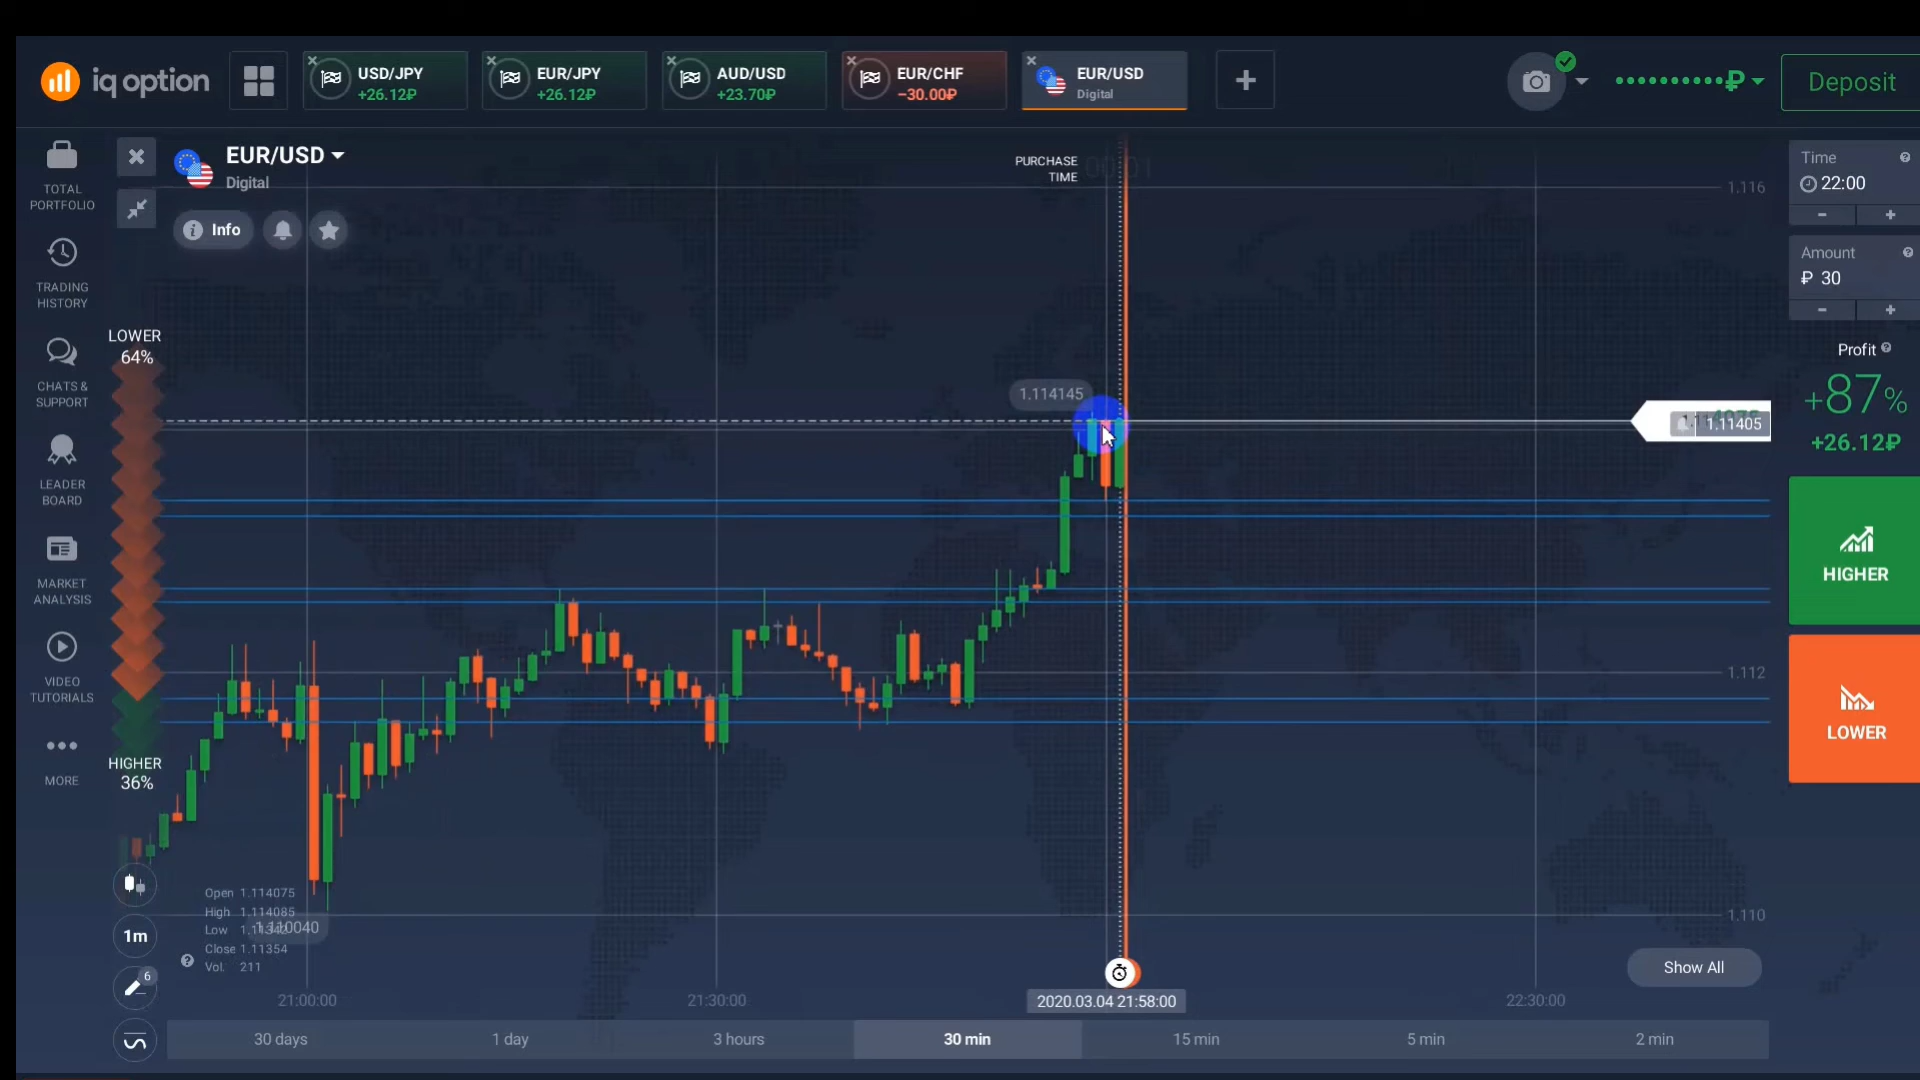 iq option
USD/JPY
+26.12₽
EUR/JPY
+26.12₽
AUD/USD
+23.70₽
EUR/CHF
−30.00₽
EUR/USD
Digital
+
₽
Deposit
TOTAL
PORTFOLIO
TRADING
HISTORY
CHATS &
SUPPORT
LEADER
BOARD
MARKET
ANALYSIS
VIDEO
TUTORIALS
MORE
EUR/USD
Digital
Info
LOWER
64%
HIGHER
36%
PURCHASE
TIME
1.114145
1.11405
1.116
1.112
1.110
Open 1.114075
High 1.114085
Low
Close 1.11354
Vol. 211
1m
6
21:00:00
21:30:00
2020.03.04 21:58:00
22:30:00
Show All
30 days
1 day
3 hours
30 min
15 min
5 min
2 min
Time
22:00
- +
Amount
₽ 30
- +
Profit
+87%
+26.12₽
HIGHER
LOWER